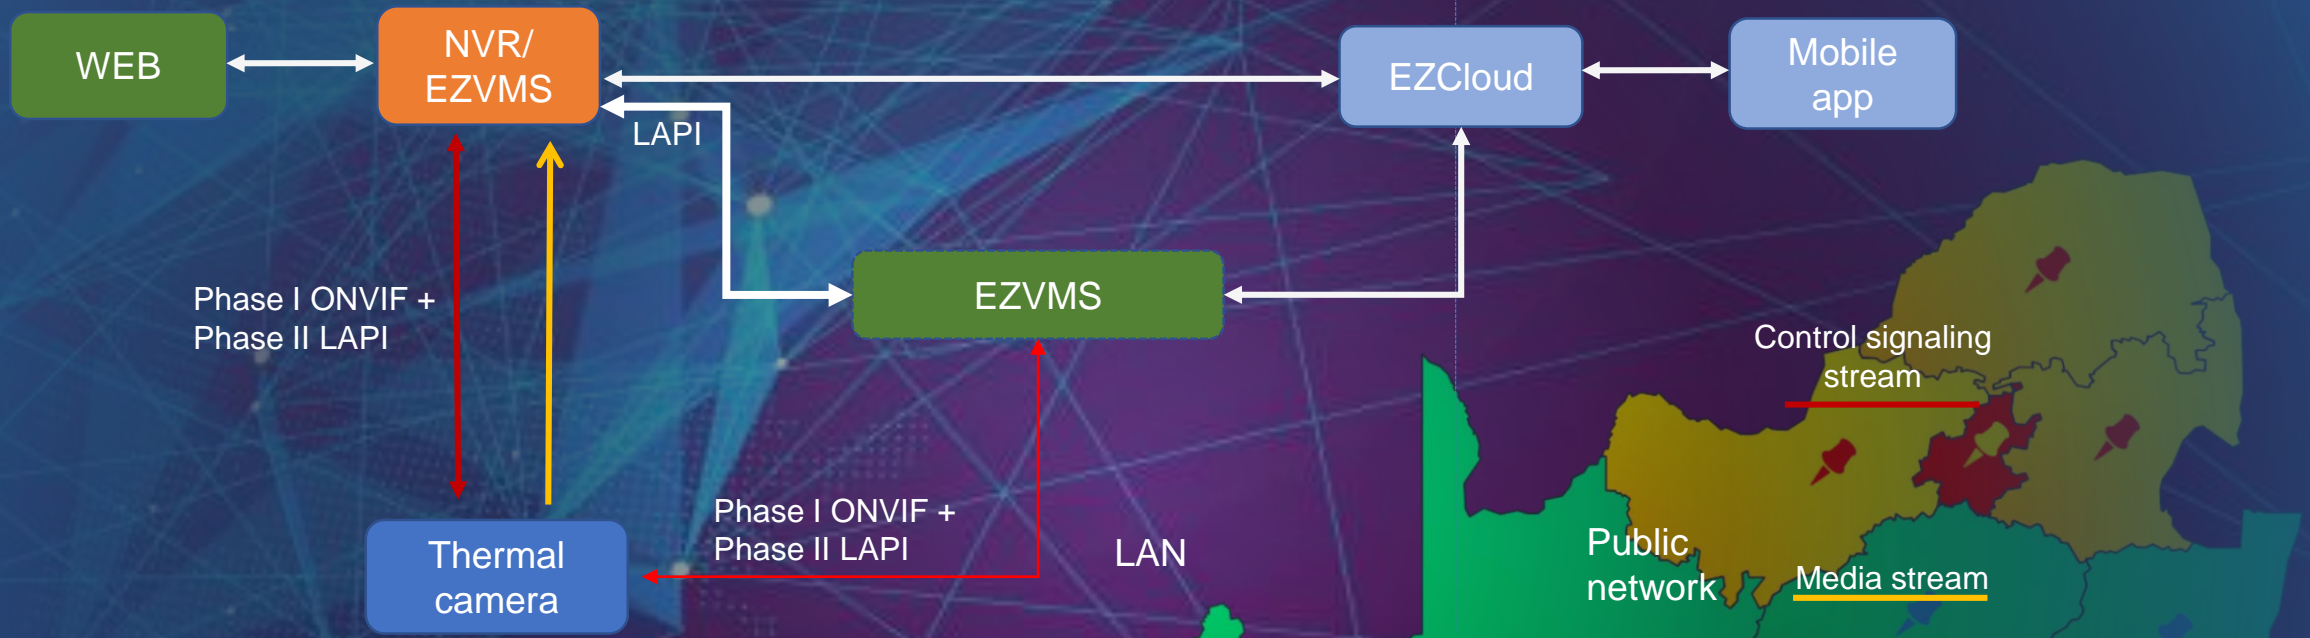 WEB
NVR/
EZVMS
EZCloud
Mobile
app
LAPI
EZVMS
Phase I ONVIF +
Phase II LAPI
Control signaling
stream
Phase I ONVIF +
Phase II LAPI
LAN
Thermal
camera
Public
network
Media stream